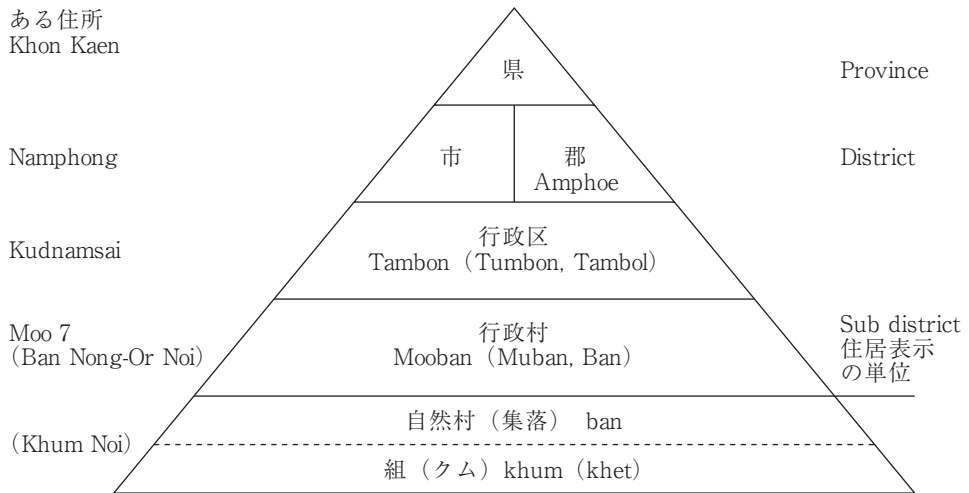 ある住所
Khon Kaen
県
Province
Namphong
市
郡
Amphoe
District
Kudnamsai
行政区
Tambon（Tumbon, Tambol）
Moo 7
（Ban Nong-Or Noi）
行政村
Mooban（Muban, Ban）
Sub district
住居表示
の単位
自然村（集落） ban
（Khum Noi）
組（クム）khum（khet）